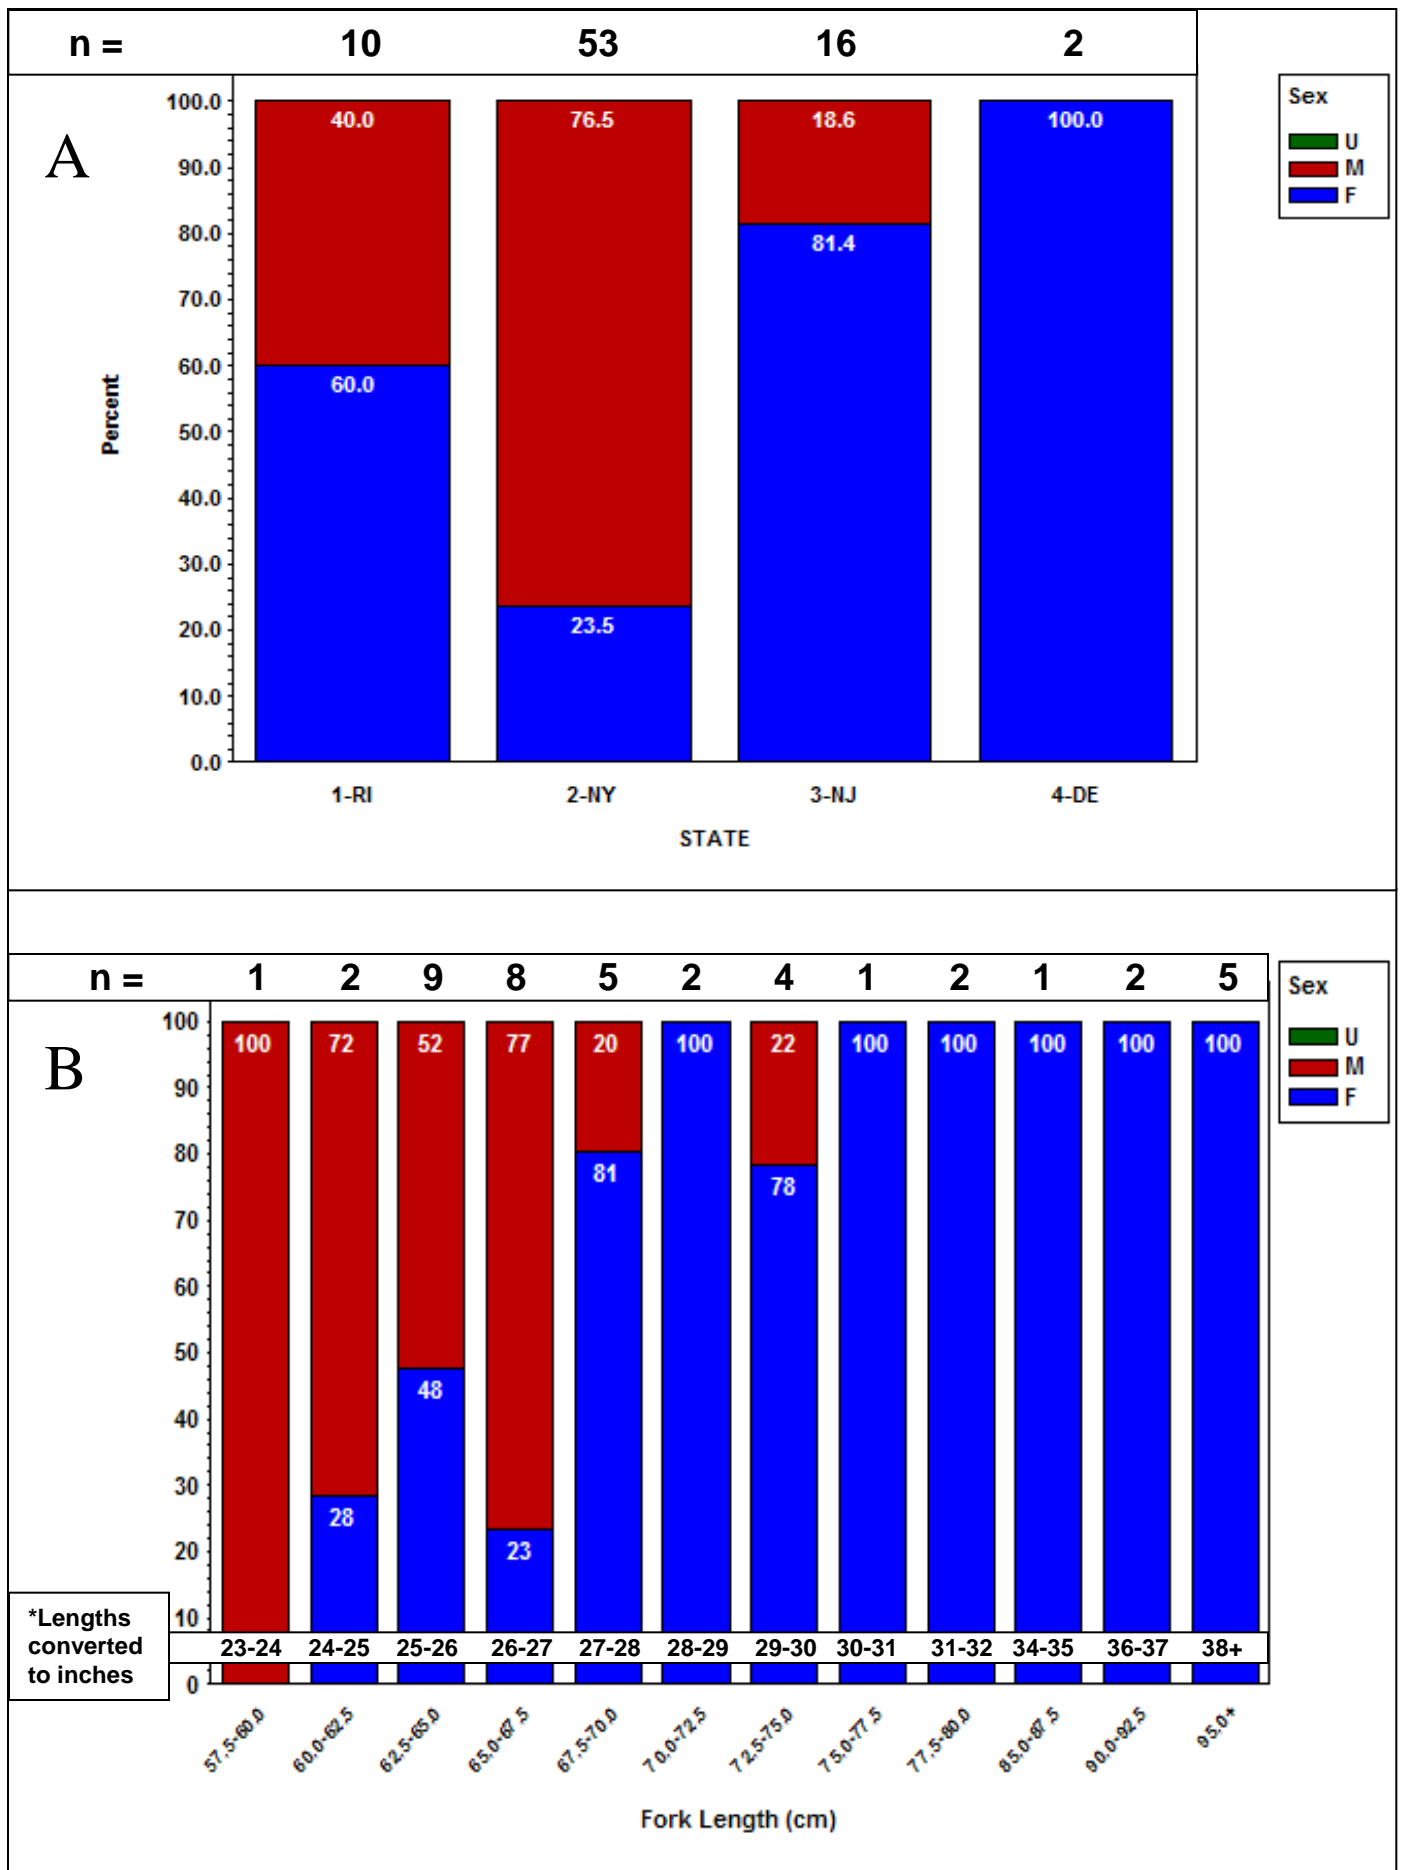 n = 10 53 16 2
A
Sex
U
M
F
100.0
90.0
80.0
70.0
60.0
50.0
40.0
30.0
20.0
10.0
0.0
Percent
40.0 76.5 18.6 100.0
81.4
60.0
23.5
1-RI 2-NY 3-NJ 4-DE
STATE
n = 1 2 9 8 5 2 4 1 2 1 2 5
B
Sex
U
M
F
100
90
80
70
60
50
40
30
20
10
0
100 72 52 77 20 100 22 100 100 100 100 100
81 78
48
28
23
*Lengths
converted
to inches
23-24 24-25 25-26 26-27 27-28 28-29 29-30 30-31 31-32 34-35 36-37 38+
57.5-60.0 60.0-62.5 62.5-65.0 65.0-67.5 67.5-70.0 70.0-72.5 72.5-75.0 75.0-77.5 77.5-80.0 85.0-87.5 90.0-92.5 95.0+
Fork Length (cm)